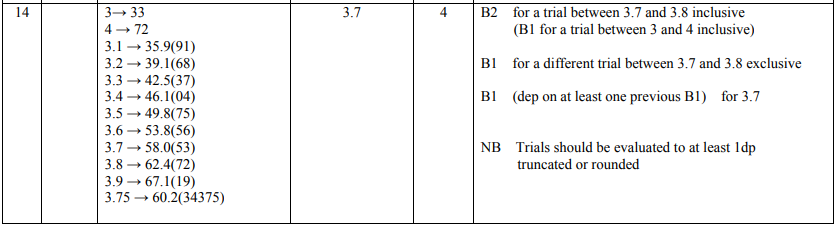 14 3→ 33 3.7 4 B2 for a trial between 3.7 and 3.8 inclusive
4 → 72 (B1 for a trial between 3 and 4 inclusive)
3.1 → 35.9(91)
3.2 → 39.1(68) B1 for a different trial between 3.7 and 3.8 exclusive
3.3 → 42.5(37)
3.4 → 46.1(04) B1 (dep on at least one previous B1) for 3.7
3.5 → 49.8(75)
3.6 → 53.8(56)
3.7 → 58.0(53) NB Trials should be evaluated to at least 1dp
3.8 → 62.4(72) truncated or rounded
3.9 → 67.1(19)
3.75 → 60.2(34375)